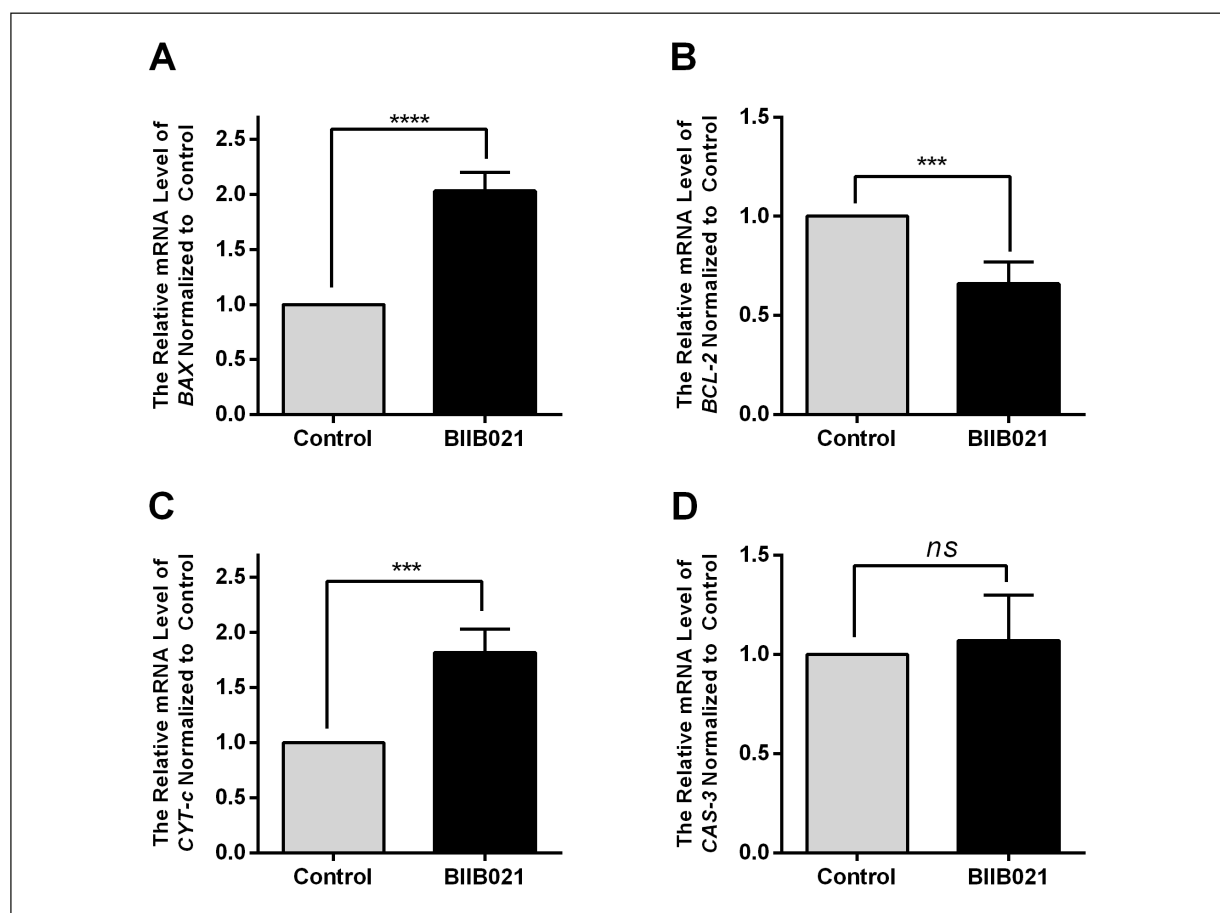 A
The Relative mRNA Level of
BAX Normalized to Control
2.5
2.0
1.5
1.0
0.5
0.0
****
Control BIIB021
B
The Relative mRNA Level of
BCL-2 Normalized to Control
1.5
1.0
0.5
0.0
***
Control BIIB021
C
The Relative mRNA Level of
CYT-c Normalized to Control
2.5
2.0
1.5
1.0
0.5
0.0
***
Control BIIB021
D
The Relative mRNA Level of
CAS-3 Normalized to Control
1.5
1.0
0.5
0.0
ns
Control BIIB021